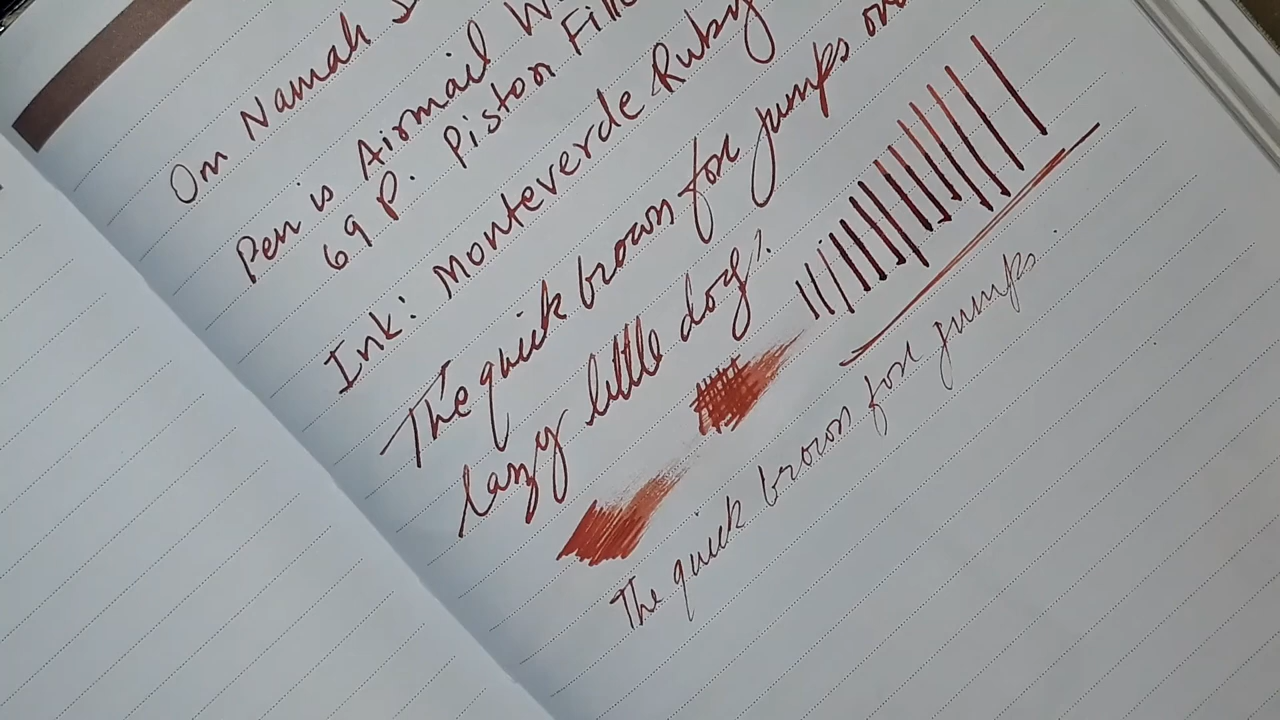 Om Namah
Pen is Airmail
69 P. Piston
Ink: Monteverde Ruby
The quick brown fox jumps
lazy little dog.
The quick brown fox jumps.